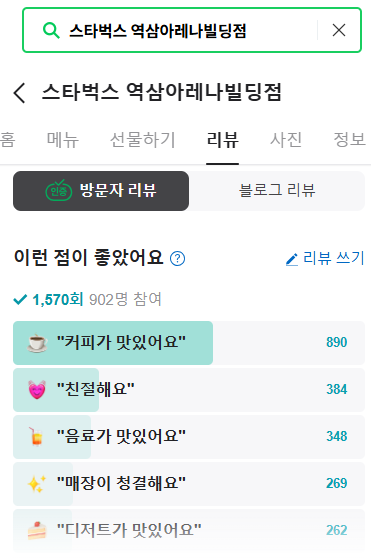 스타벅스 역삼아레나빌딩점
스타벅스 역삼아레나빌딩점
홈 메뉴 선물하기 리뷰 사진 정보
인증 방문자 리뷰 블로그 리뷰
이런 점이 좋았어요 ? 리뷰 쓰기
1,570회 902명 참여
"커피가 맛있어요" 890
"친절해요" 384
"음료가 맛있어요" 348
"매장이 청결해요" 269
"디저트가 맛있어요" 262